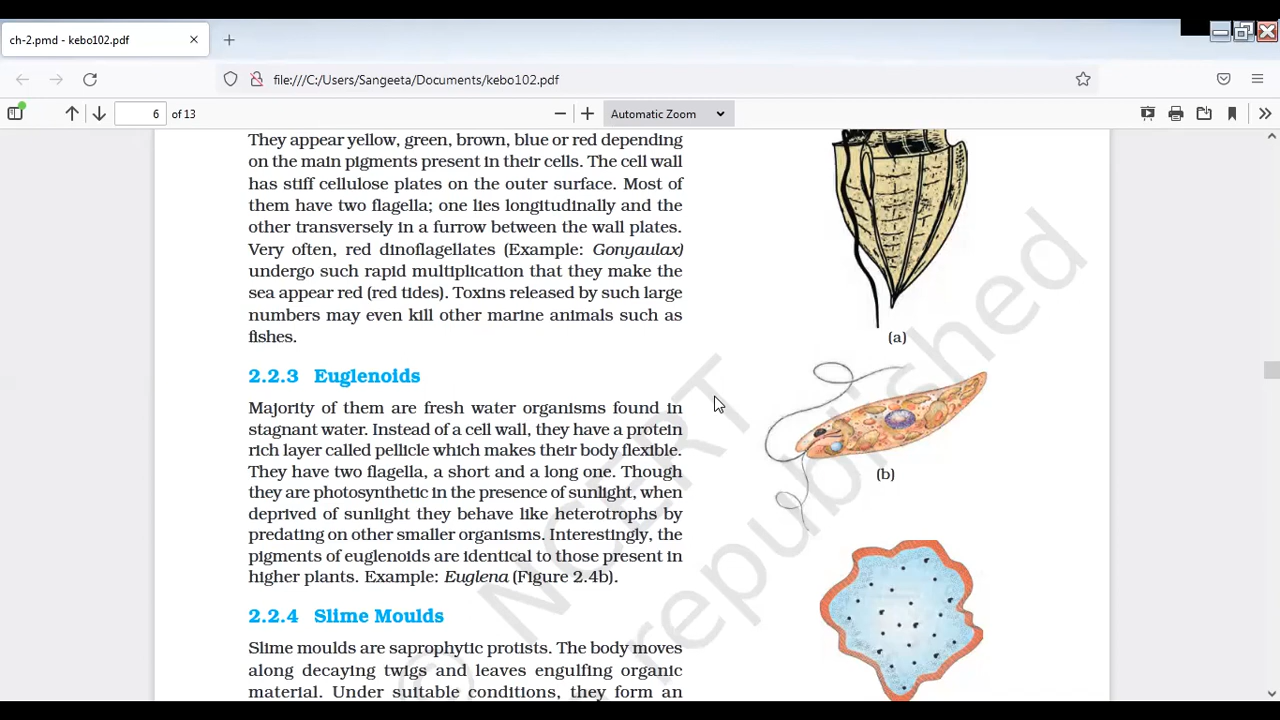 ch-2.pmd - kebo102.pdf
file:///C:/Users/Sangeeta/Documents/kebo102.pdf
6 of 13
Automatic Zoom
They appear yellow, green, brown, blue or red depending
on the main pigments present in their cells. The cell wall
has stiff cellulose plates on the outer surface. Most of
them have two flagella; one lies longitudinally and the
other transversely in a furrow between the wall plates.
Very often, red dinoflagellates (Example: Gonyaulax)
undergo such rapid multiplication that they make the
sea appear red (red tides). Toxins released by such large
numbers may even kill other marine animals such as
fishes.
2.2.3 Euglenoids
Majority of them are fresh water organisms found in
stagnant water. Instead of a cell wall, they have a protein
rich layer called pellicle which makes their body flexible.
They have two flagella, a short and a long one. Though
they are photosynthetic in the presence of sunlight, when
deprived of sunlight they behave like heterotrophs by
predating on other smaller organisms. Interestingly, the
pigments of euglenoids are identical to those present in
higher plants. Example: Euglena (Figure 2.4b).
2.2.4 Slime Moulds
Slime moulds are saprophytic protists. The body moves
along decaying twigs and leaves engulfing organic
material. Under suitable conditions, they form an
(a)
(b)
© NCERT
republished